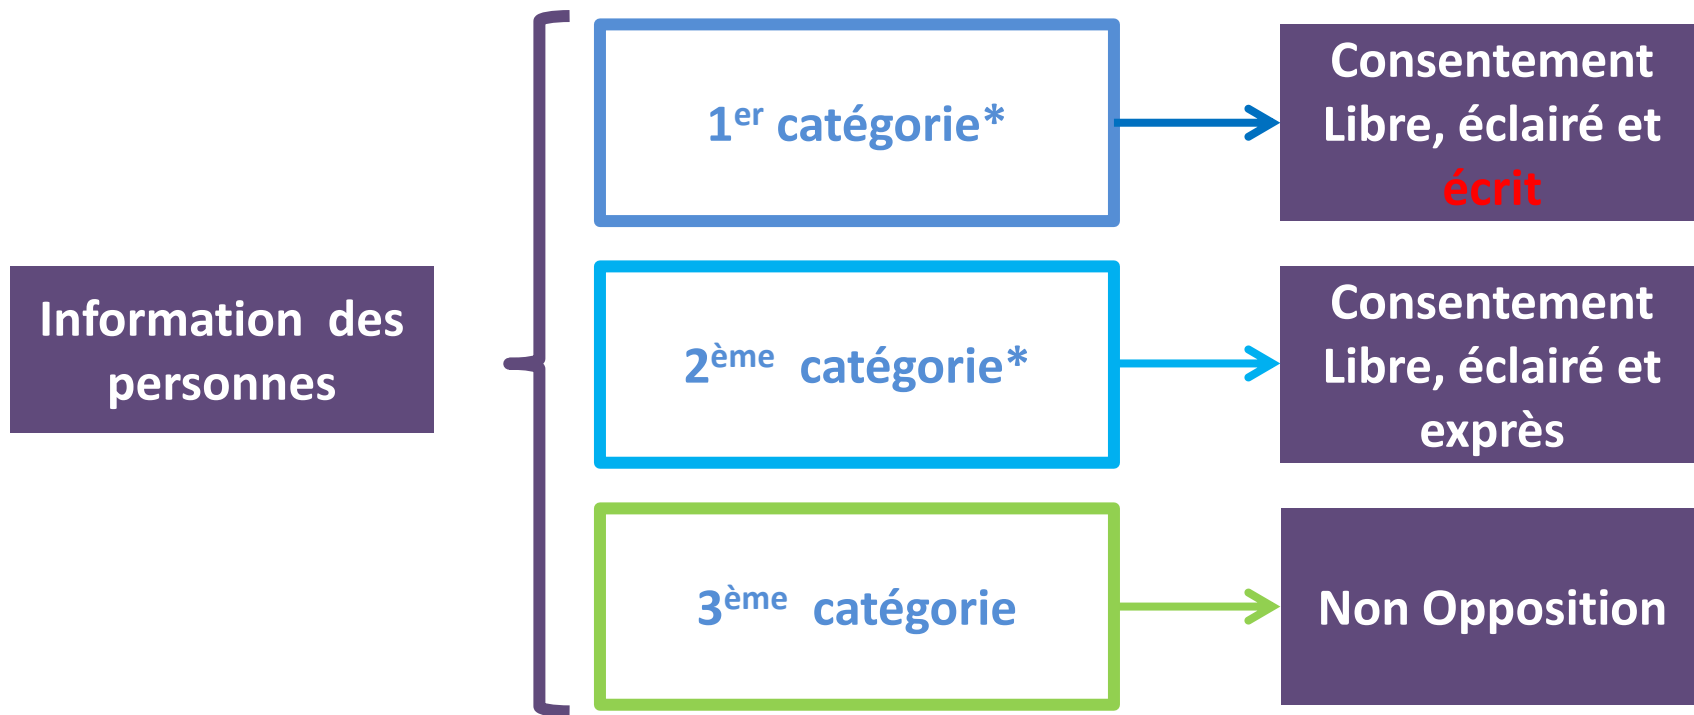 Information des
personnes
1er catégorie*
Consentement
Libre, éclairé et
écrit
2ème catégorie*
Consentement
Libre, éclairé et
exprès
3ème catégorie
Non Opposition